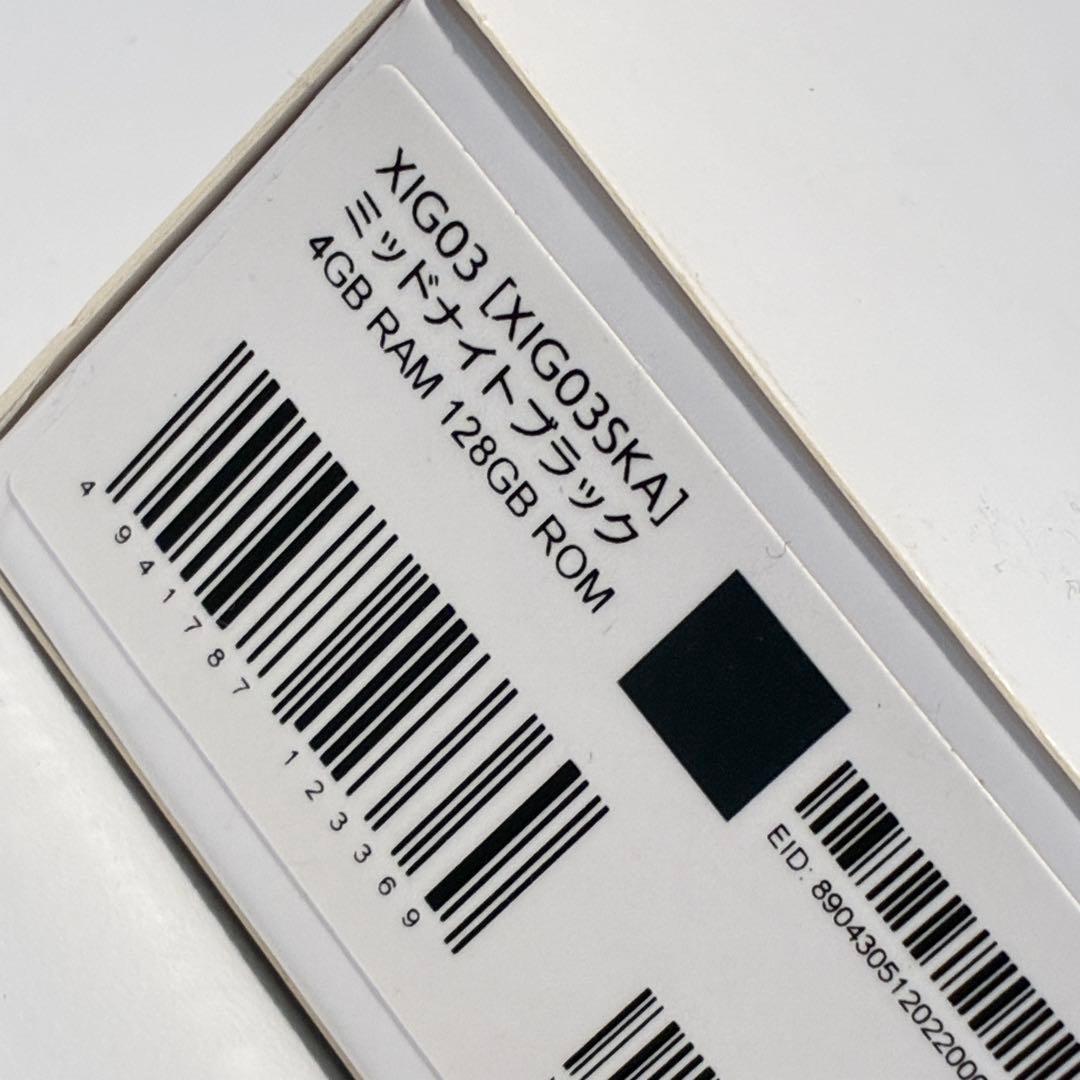 XIG03 [XIG03SKA]
ミッドナイトブラック
4GB RAM 128GB ROM
4 941787 123369
EID: 8904305120220